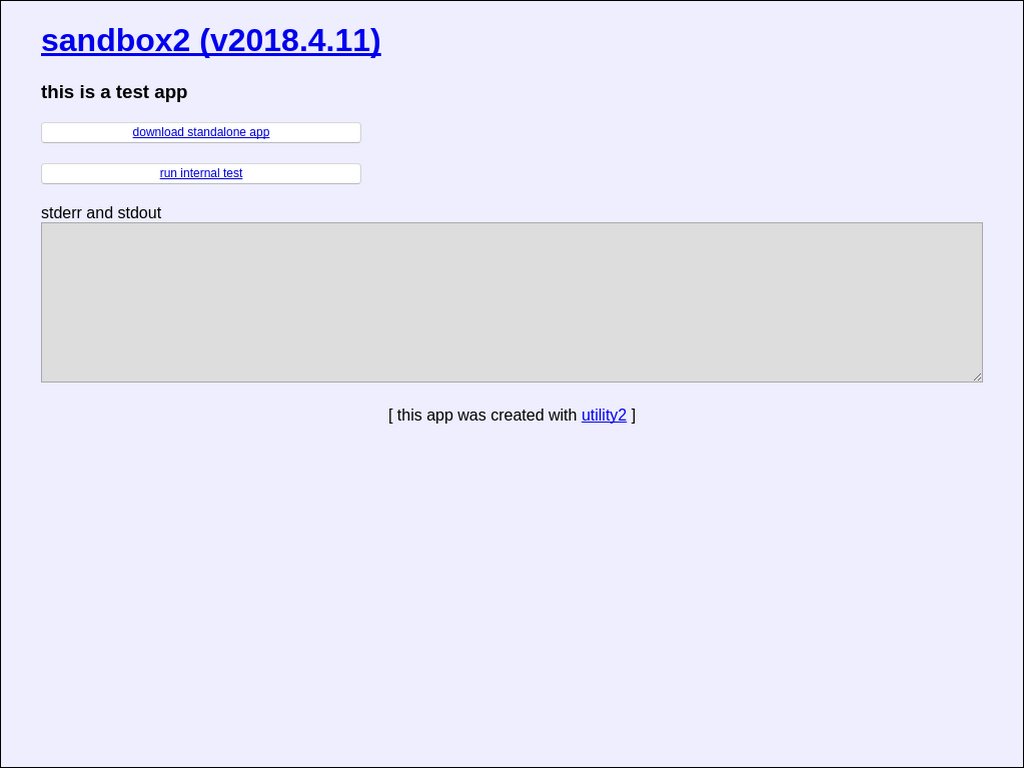 sandbox2 (v2018.4.11)
this is a test app
download standalone app
run internal test
stderr and stdout
[ this app was created with utility2 ]